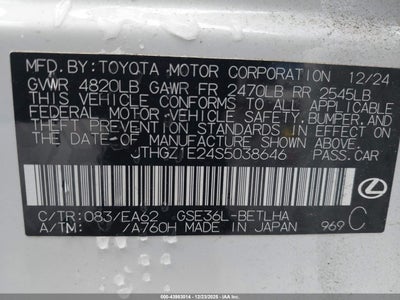 MFD. BY: TOYOTA MOTOR CORPORATION 12/24
GVWR 4820LB GAWR FR 2470LB RR 2545LB
THIS VEHICLE CONFORMS TO ALL APPLICABLE
FEDERAL MOTOR VEHICLE SAFETY, BUMPER, AND
THEFT PREVENTION STANDARDS IN EFFECT ON
THE DATE OF MANUFACTURE SHOWN ABOVE.
JTHGZ1E24S5038646 PASS.CAR
C/TR: 083/EA62 GSE36L-BETLHA
A/TM: /A760H MADE IN JAPAN 969 C
000-43983014 - 12/23/2025 - IAA Inc.